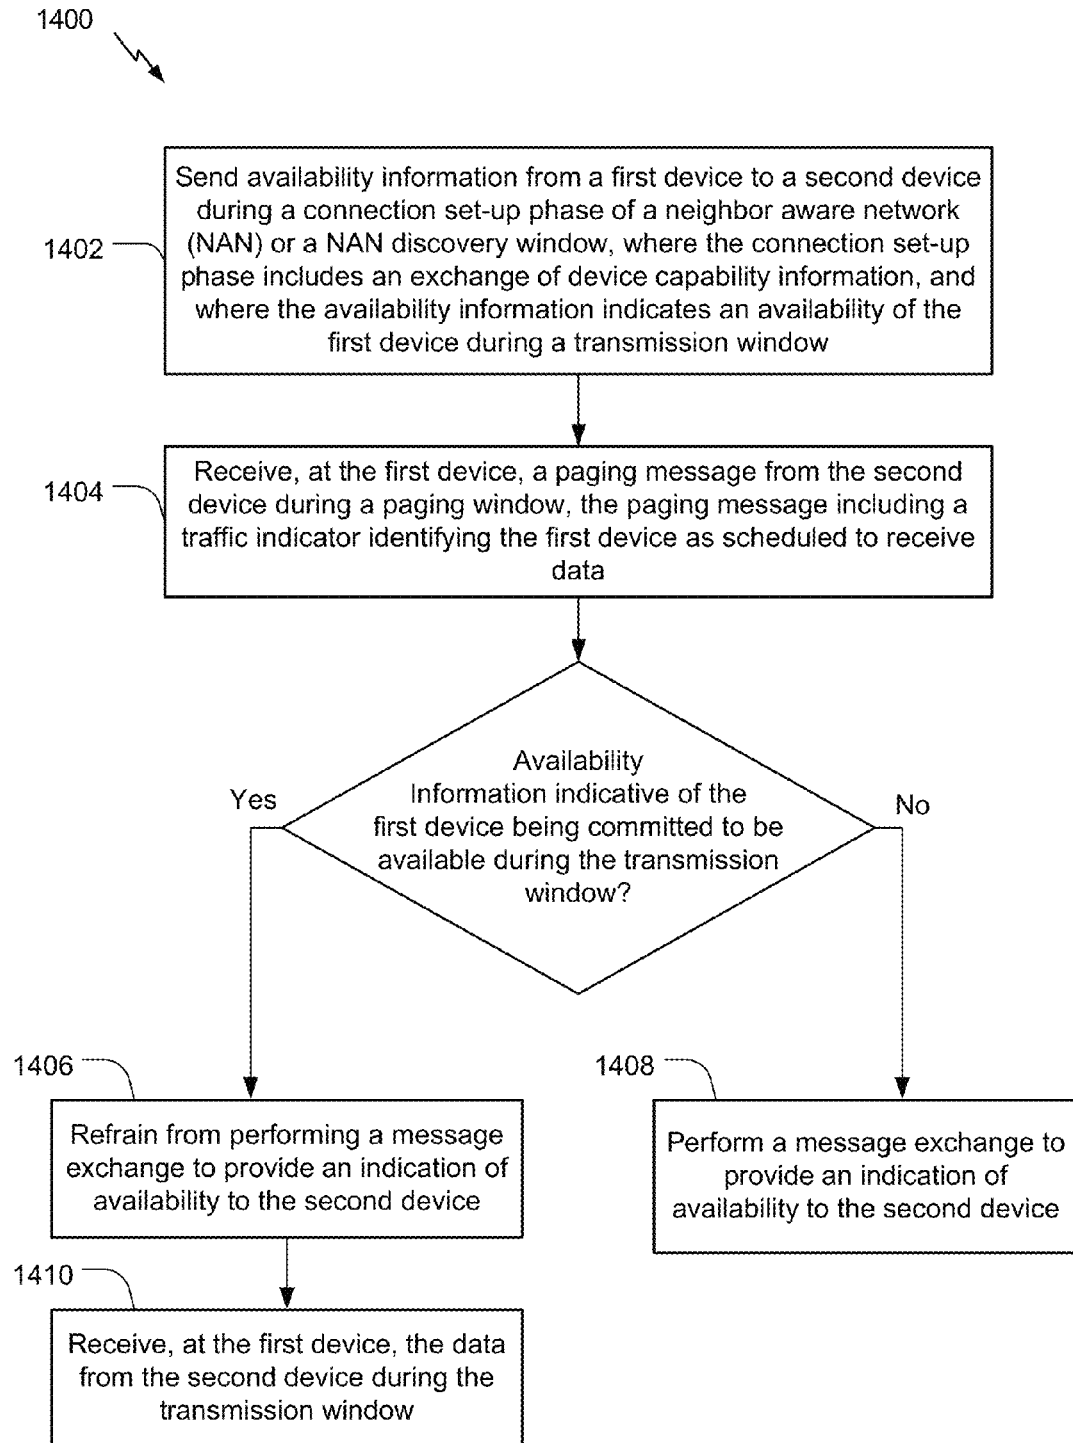 1400
1402
Send availability information from a first device to a second device
during a connection set-up phase of a neighbor aware network
(NAN) or a NAN discovery window, where the connection set-up
phase includes an exchange of device capability information, and
where the availability information indicates an availability of the
first device during a transmission window
1404
Receive, at the first device, a paging message from the second
device during a paging window, the paging message including a
traffic indicator identifying the first device as scheduled to receive
data
Availability
Information indicative of the
first device being committed to be
available during the transmission
window?
Yes
No
1406
Refrain from performing a message
exchange to provide an indication of
availability to the second device
1408
Perform a message exchange to
provide an indication of
availability to the second device
1410
Receive, at the first device, the data
from the second device during the
transmission window